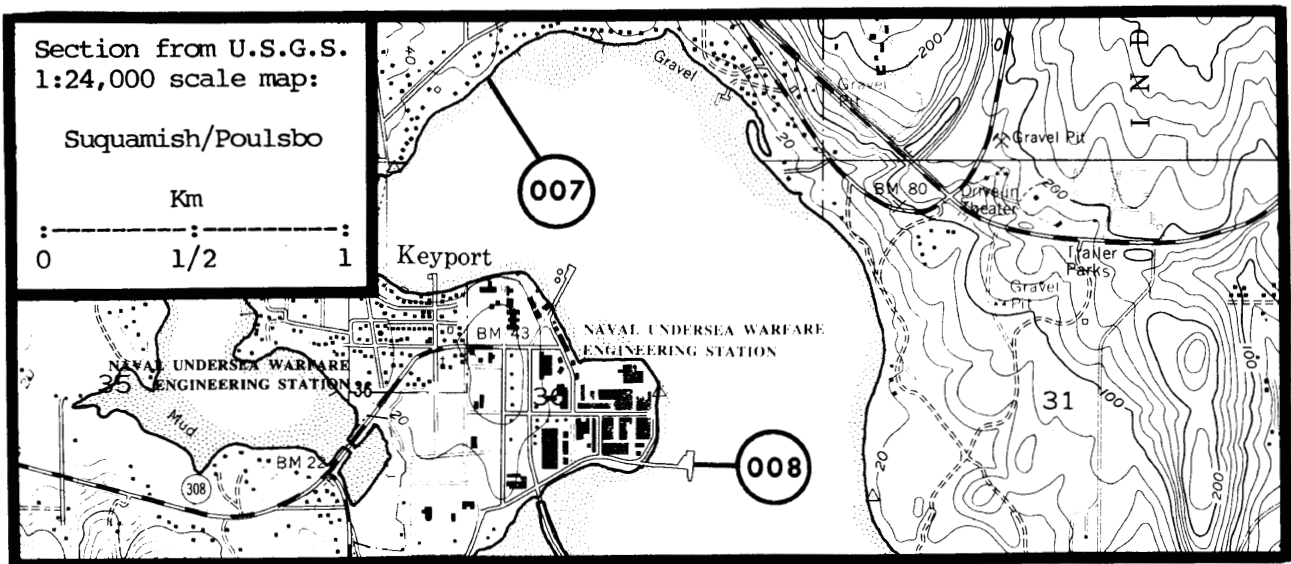 Section from U.S.G.S.
1:24,000 scale map:
Suquamish/Poulsbo
Km
0 1/2 1
40
007
Gravel
20
200
Gravel
Pit
I N D
Gravel Pit
BM 80
Drive-in
Theater
200
Trailer
Parks
Gravel
Pit
Keyport
BM 43
NAVAL UNDERSEA WARFARE
ENGINEERING STATION
NAVAL UNDERSEA WARFARE
ENGINEERING STATION
35
36
36
20
Mud
BM 22
308
008
20
31
100
100
200